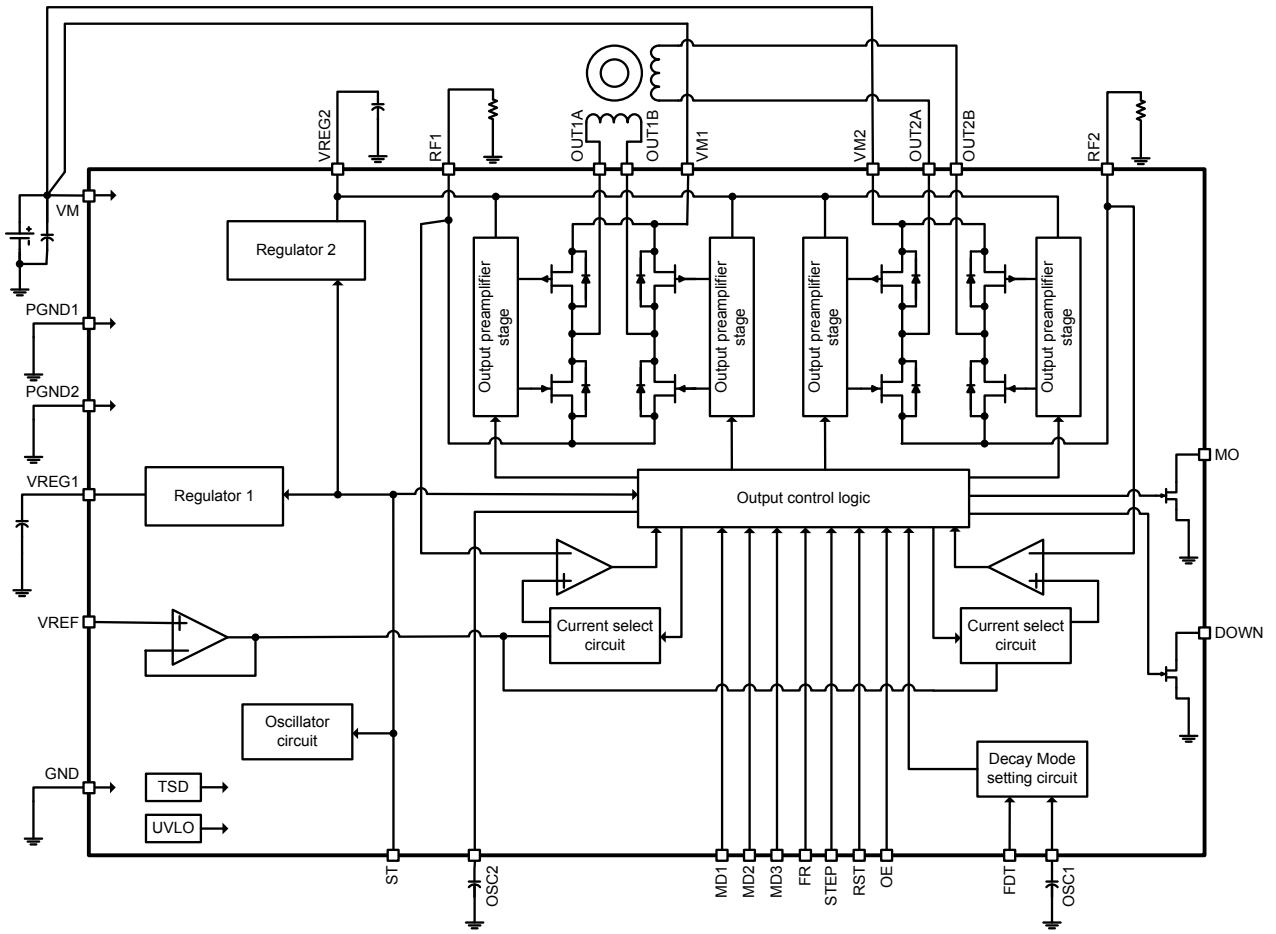 VREG2
RF1
OUT1A
OUT1B
VM1
VM2
OUT2A
OUT2B
RF2
VM
+
-
Regulator 2
Output preamplifier
stage
Output preamplifier
stage
Output preamplifier
stage
Output preamplifier
stage
PGND1
PGND2
VREG1
Regulator 1
Output control logic
MO
VREF
Current select
circuit
Current select
circuit
DOWN
Oscillator
circuit
Decay Mode
setting circuit
GND
TSD
UVLO
ST
OSC2
MD1
MD2
MD3
FR
STEP
RST
OE
FDT
OSC1